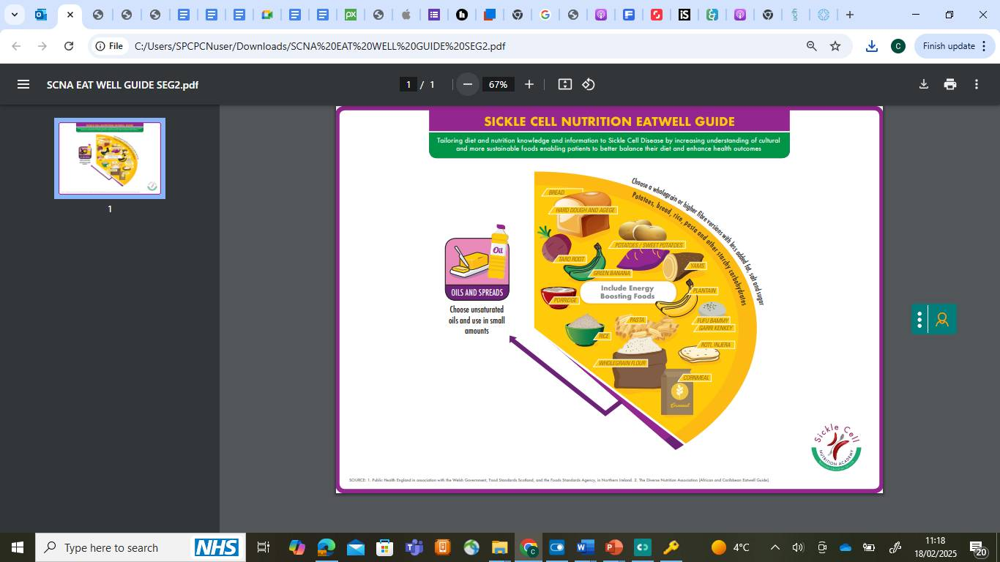 File
C:/Users/SPCPCNuser/Downloads/SCNA%20EAT%20WELL%20GUIDE%20SEG2.pdf
C
Finish update
SCNA EAT WELL GUIDE SEG2.pdf
1 / 1
67%
1
SICKLE CELL NUTRITION EATWELL GUIDE
Tailoring diet and nutrition knowledge and information to Sickle Cell Disease by increasing understanding of cultural
and more sustainable foods enabling patients to better balance their diet and enhance health outcomes
Choose a wholegrain or higher fibre versions with less added fat, salt and sugar
Potatoes, bread, rice, pasta and other starchy carbohydrates
BREAD
HARD DOUGH AND AGEGE
POTATOES / SWEET POTATOES
TARO ROOT
GREEN BANANA
YAMS
Include Energy
Boosting Foods
PLANTAIN
PORRIDGE
PASTA
FUFU BAMMY
GARRI KENKEY
RICE
ROTI, INJERA
WHOLEGRAIN FLOUR
CORNMEAL
Cornmeal
Oil
OILS AND SPREADS
Choose unsaturated
oils and use in small
amounts
Sickle Cell
NUTRITION ACADEMY
SOURCE: 1. Public Health England in association with the Welsh Government, Food Standards Scotland, and the Foods Standards Agency, in Northern Ireland. 2. The Diverse Nutrition Association (African and Caribbean Eatwell Guide).
Type here to search
NHS
4°C
11:18
18/02/2025
20